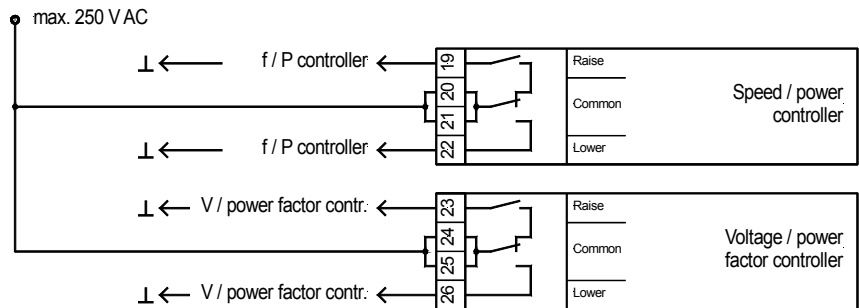 max. 250 V AC
f / P controller
19
Raise
20
Common
Speed / power
controller
21
f / P controller
22
Lower
V / power factor contr.
23
Raise
24
Common
Voltage / power
factor controller
25
V / power factor contr.
26
Lower